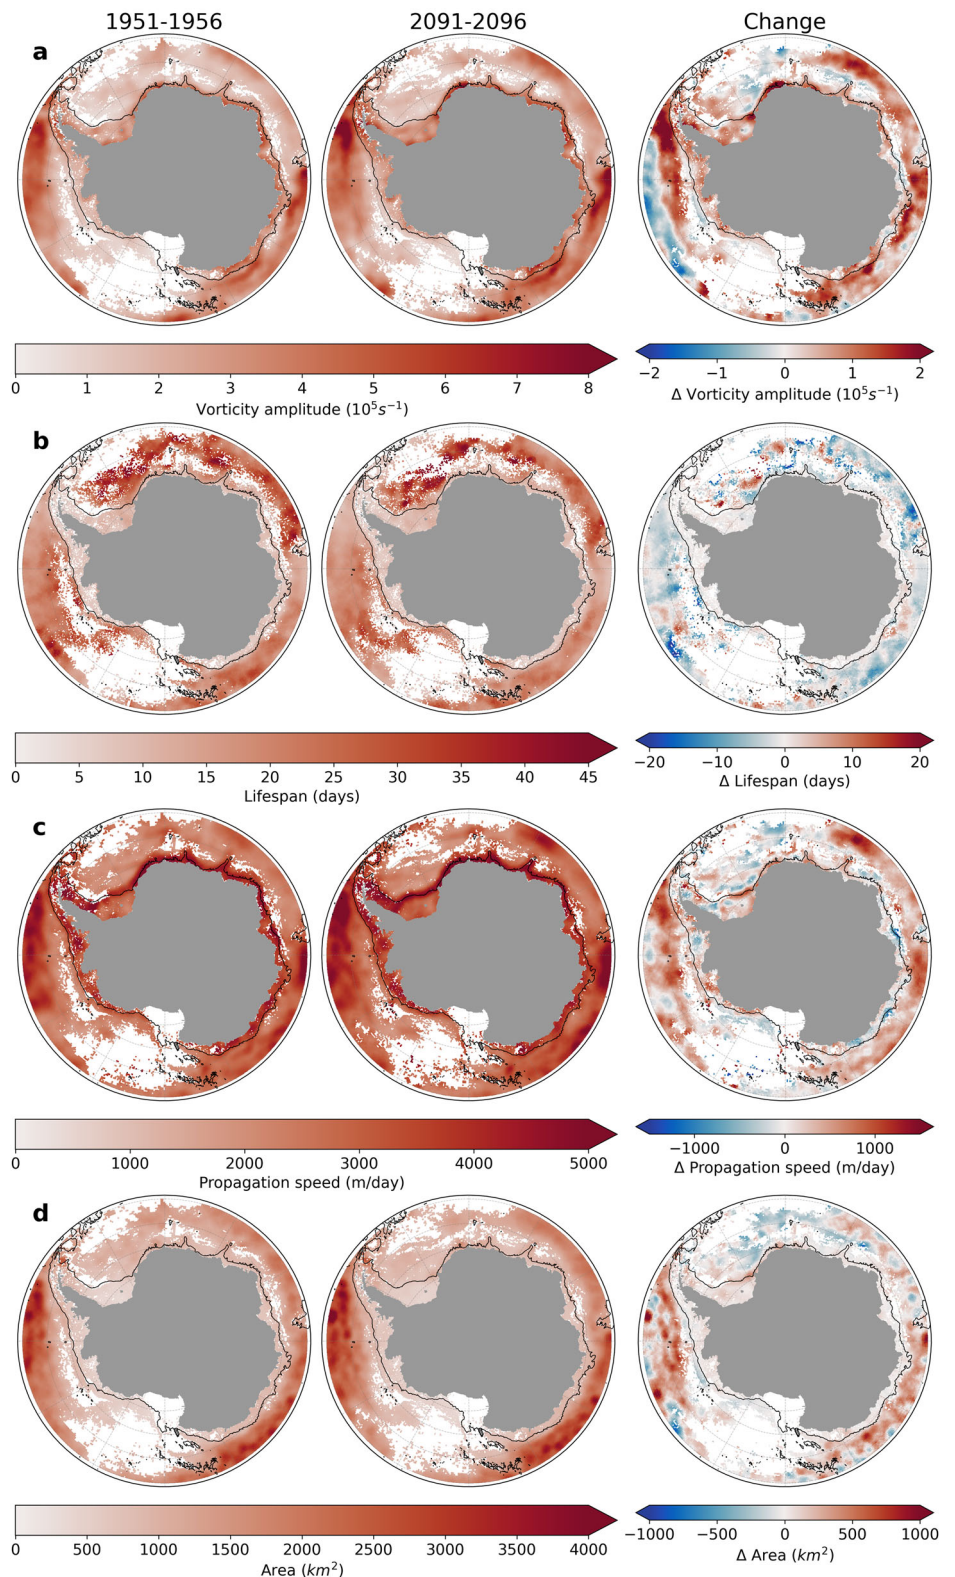 1951-1956 2091-2096 Change
a
0 1 2 3 4 5 6 7 8 −2 −1 0 1 2
Vorticity amplitude (10⁵s⁻¹) Δ Vorticity amplitude (10⁵s⁻¹)
b
0 5 10 15 20 25 30 35 40 45 −20 −10 0 10 20
Lifespan (days) Δ Lifespan (days)
c
0 1000 2000 3000 4000 5000 −1000 0 1000
Propagation speed (m/day) Δ Propagation speed (m/day)
d
0 500 1000 1500 2000 2500 3000 3500 4000 −1000 −500 0 500 1000
Area (km²) Δ Area (km²)